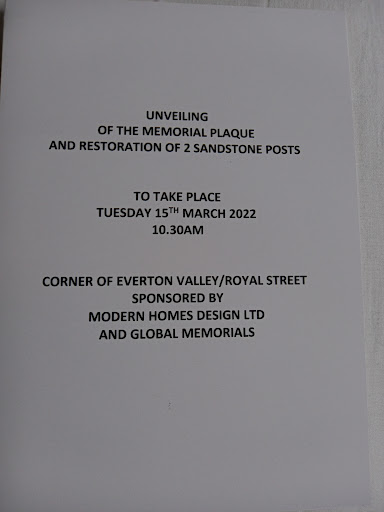 UNVEILING
OF THE MEMORIAL PLAQUE
AND RESTORATION OF 2 SANDSTONE POSTS
TO TAKE PLACE
TUESDAY 15TH MARCH 2022
10.30AM
CORNER OF EVERTON VALLEY/ROYAL STREET
SPONSORED BY
MODERN HOMES DESIGN LTD
AND GLOBAL MEMORIALS